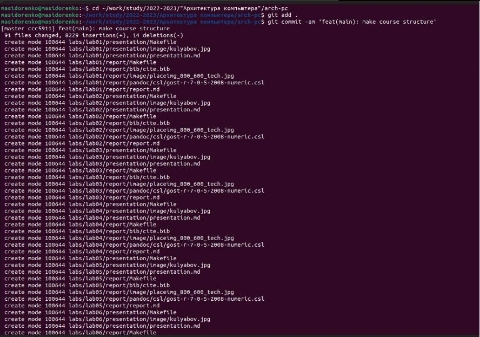 masidorenko@masidorenko:~$ cd ~/work/study/2022-2023/"Архитектура компьютера"/arch-pc
masidorenko@masidorenko:~/work/study/2022-2023/Архитектура компьютера/arch-pc$ git add .
masidorenko@masidorenko:~/work/study/2022-2023/Архитектура компьютера/arch-pc$ git commit -am "feat(main): make course structure"
[master feat(main): make course structure
91 files changed, 8229 insertions(+), 14 deletions(-)
create mode 100644 labs/lab01/presentation/Makefile
create mode 100644 labs/lab01/presentation/image/kulyabov.jpg
create mode 100644 labs/lab01/presentation/presentation.md
create mode 100644 labs/lab01/report/Makefile
create mode 100644 labs/lab01/report/bib/cite.bib
create mode 100644 labs/lab01/report/image/placeimg_800_600_tech.jpg
create mode 100644 labs/lab01/report/pandoc/csl/gost-r-7-0-5-2008-numeric.csl
create mode 100644 labs/lab01/report/report.md
create mode 100644 labs/lab02/presentation/Makefile
create mode 100644 labs/lab02/presentation/image/kulyabov.jpg
create mode 100644 labs/lab02/presentation/presentation.md
create mode 100644 labs/lab02/report/Makefile
create mode 100644 labs/lab02/report/bib/cite.bib
create mode 100644 labs/lab02/report/image/placeimg_800_600_tech.jpg
create mode 100644 labs/lab02/report/pandoc/csl/gost-r-7-0-5-2008-numeric.csl
create mode 100644 labs/lab02/report/report.md
create mode 100644 labs/lab03/presentation/Makefile
create mode 100644 labs/lab03/presentation/image/kulyabov.jpg
create mode 100644 labs/lab03/presentation/presentation.md
create mode 100644 labs/lab03/report/Makefile
create mode 100644 labs/lab03/report/bib/cite.bib
create mode 100644 labs/lab03/report/image/placeimg_800_600_tech.jpg
create mode 100644 labs/lab03/report/pandoc/csl/gost-r-7-0-5-2008-numeric.csl
create mode 100644 labs/lab03/report/report.md
create mode 100644 labs/lab04/presentation/Makefile
create mode 100644 labs/lab04/presentation/image/kulyabov.jpg
create mode 100644 labs/lab04/presentation/presentation.md
create mode 100644 labs/lab04/report/Makefile
create mode 100644 labs/lab04/report/bib/cite.bib
create mode 100644 labs/lab04/report/image/placeimg_800_600_tech.jpg
create mode 100644 labs/lab04/report/pandoc/csl/gost-r-7-0-5-2008-numeric.csl
create mode 100644 labs/lab04/report/report.md
create mode 100644 labs/lab05/presentation/Makefile
create mode 100644 labs/lab05/presentation/image/kulyabov.jpg
create mode 100644 labs/lab05/presentation/presentation.md
create mode 100644 labs/lab05/report/Makefile
create mode 100644 labs/lab05/report/bib/cite.bib
create mode 100644 labs/lab05/report/image/placeimg_800_600_tech.jpg
create mode 100644 labs/lab05/report/pandoc/csl/gost-r-7-0-5-2008-numeric.csl
create mode 100644 labs/lab05/report/report.md
create mode 100644 labs/lab06/presentation/Makefile
create mode 100644 labs/lab06/presentation/image/kulyabov.jpg
create mode 100644 labs/lab06/presentation/presentation.md
create mode 100644 labs/lab06/report/Makefile